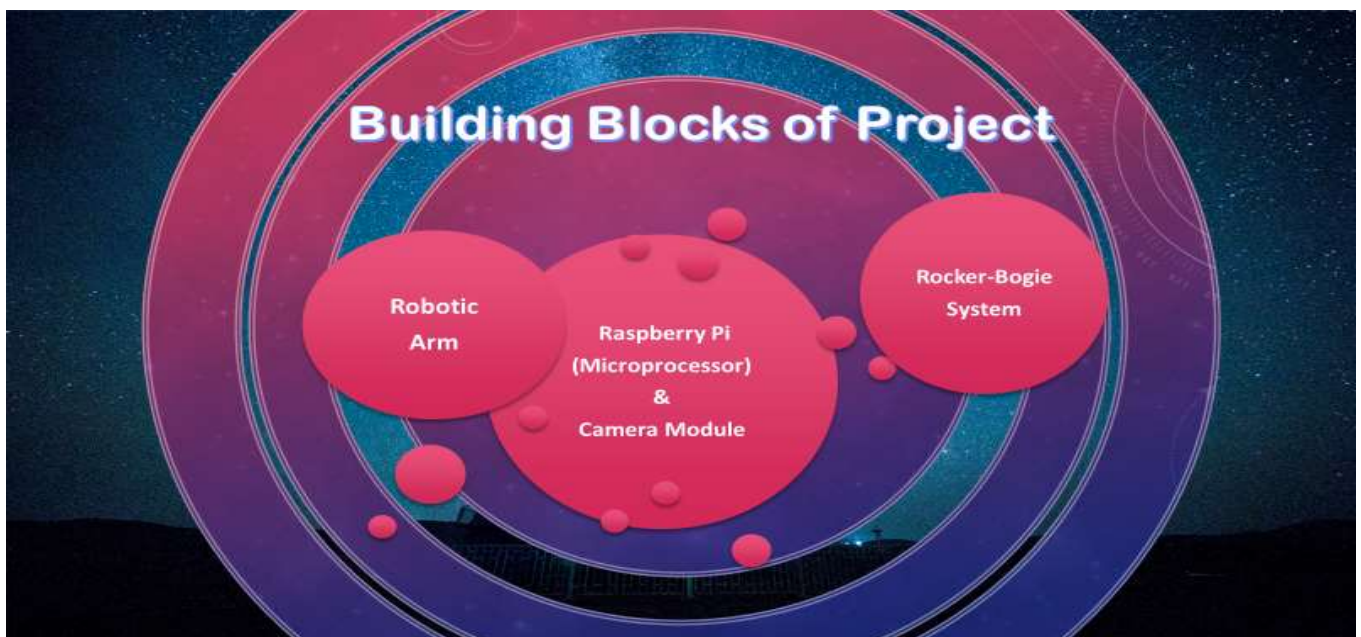 Building Blocks of Project
Robotic
Arm
Raspberry Pi
(Microprocessor)
&
Camera Module
Rocker-Bogie
System